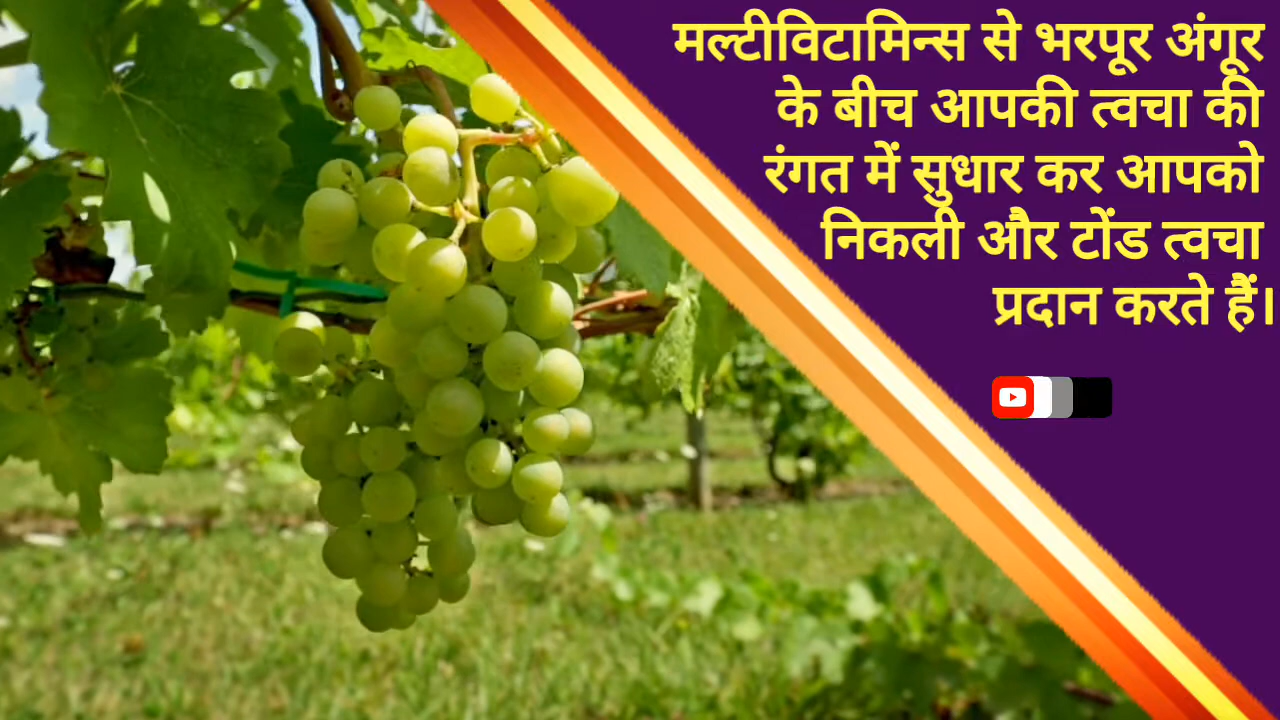 मल्टीविटामिन्स से भरपूर अंगूर
के बीच आपकी त्वचा की
रंगत में सुधार कर आपको
निकली और टोंड त्वचा
प्रदान करते हैं।